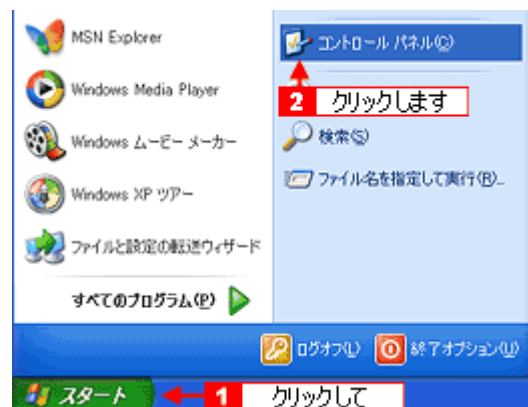 MSN Explorer
Windows Media Player
Windows ムービー メーカー
Windows XP ツアー
ファイルと設定の転送ウィザード
すべてのプログラム(P)
コントロール パネル(C)
2 クリックします
検索(S)
ファイル名を指定して実行(R)...
ログオフ(L)
終了オプション(U)
スタート
1 クリックして